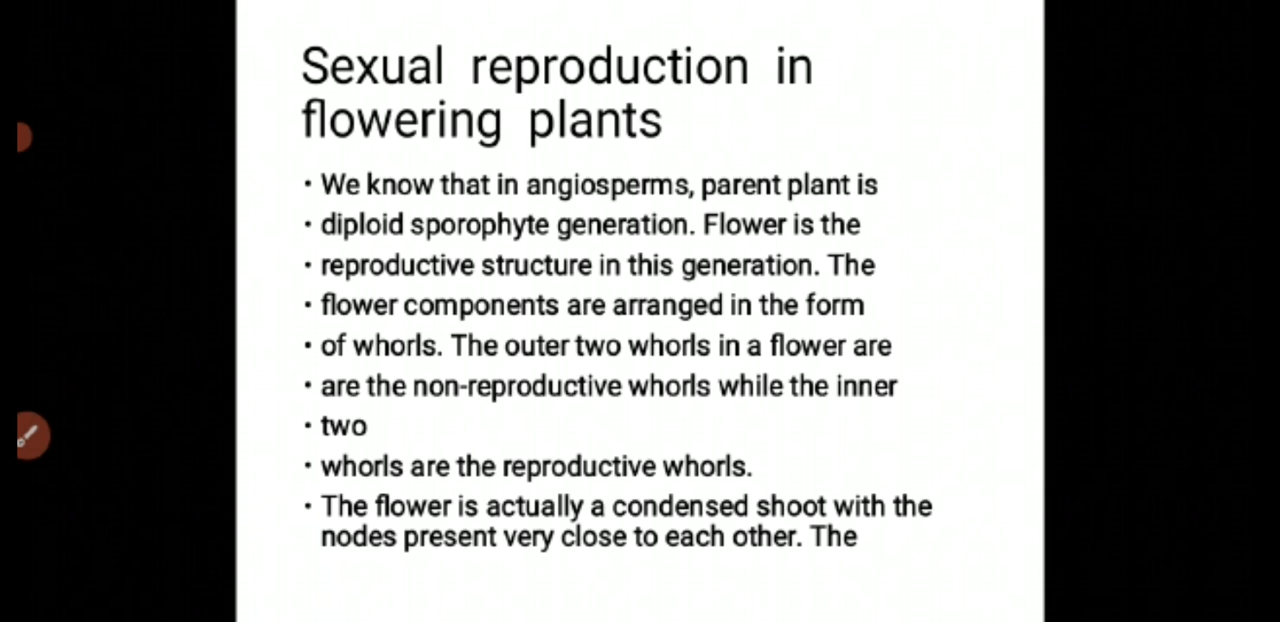 Sexual reproduction in
flowering plants
• We know that in angiosperms, parent plant is
• diploid sporophyte generation. Flower is the
• reproductive structure in this generation. The
• flower components are arranged in the form
• of whorls. The outer two whorls in a flower are
• are the non-reproductive whorls while the inner
• two
• whorls are the reproductive whorls.
• The flower is actually a condensed shoot with the
nodes present very close to each other. The